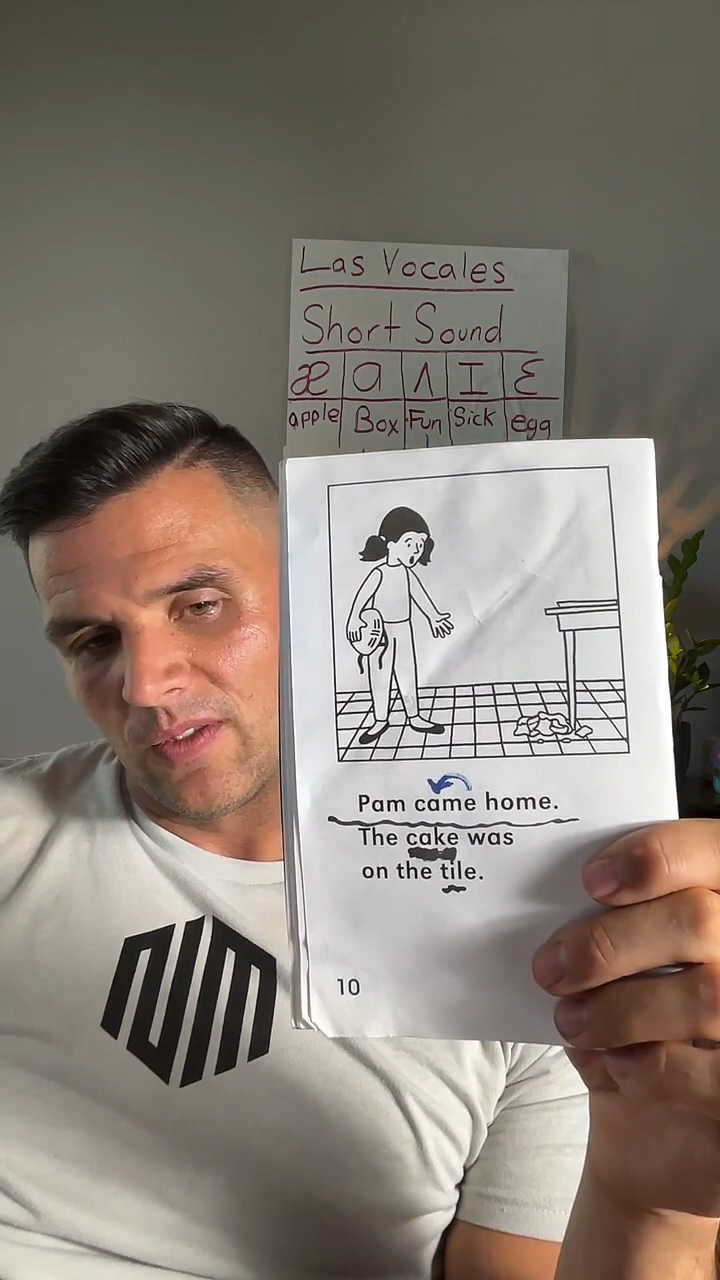 Las Vocales
Short Sound
æ a ʌ I ɛ
apple Box Fun Sick egg
Pam came home.
The cake was
on the tile.
10
NM